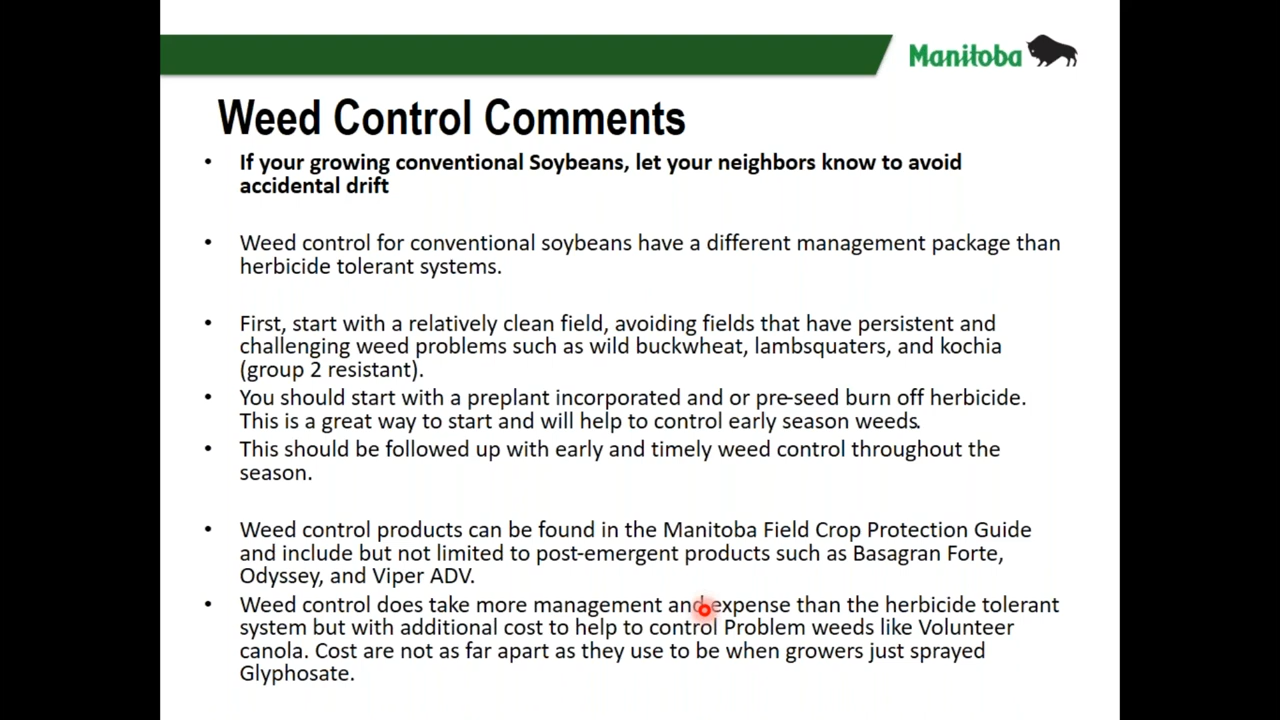 Manitoba
Weed Control Comments
• If your growing conventional Soybeans, let your neighbors know to avoid
accidental drift
• Weed control for conventional soybeans have a different management package than
herbicide tolerant systems.
• First, start with a relatively clean field, avoiding fields that have persistent and
challenging weed problems such as wild buckwheat, lambsquaters, and kochia
(group 2 resistant).
• You should start with a preplant incorporated and or pre-seed burn off herbicide.
This is a great way to start and will help to control early season weeds.
• This should be followed up with early and timely weed control throughout the
season.
• Weed control products can be found in the Manitoba Field Crop Protection Guide
and include but not limited to post-emergent products such as Basagran Forte,
Odyssey, and Viper ADV.
• Weed control does take more management and expense than the herbicide tolerant
system but with additional cost to help to control Problem weeds like Volunteer
canola. Cost are not as far apart as they use to be when growers just sprayed
Glyphosate.